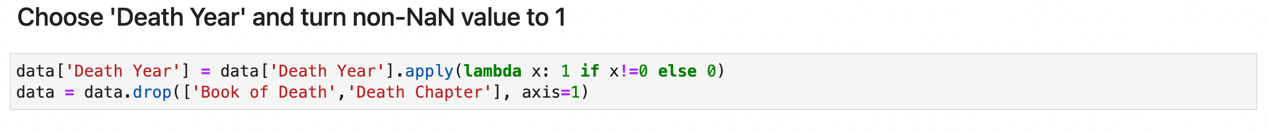 Choose 'Death Year' and turn non-NaN value to 1
data['Death Year'] = data['Death Year'].apply(lambda x: 1 if x!=0 else 0)
data = data.drop(['Book of Death','Death Chapter'], axis=1)